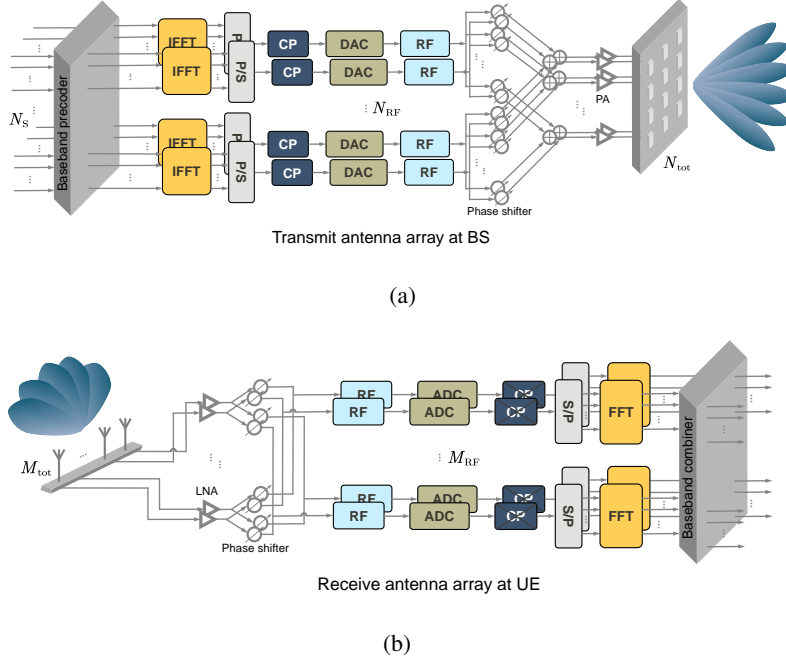 IFFT
IFFT
P/S
CP
DAC
RF
CP
DAC
RF
N_S
Baseband precoder
N_RF
PA
IFFT
IFFT
P/S
CP
DAC
RF
CP
DAC
RF
N_tot
Phase shifter
Transmit antenna array at BS
(a)
RF
ADC
CP
RF
ADC
CP
S/P
FFT
M_tot
M_RF
Baseband combiner
LNA
RF
ADC
CP
RF
ADC
CP
S/P
FFT
Phase shifter
Receive antenna array at UE
(b)